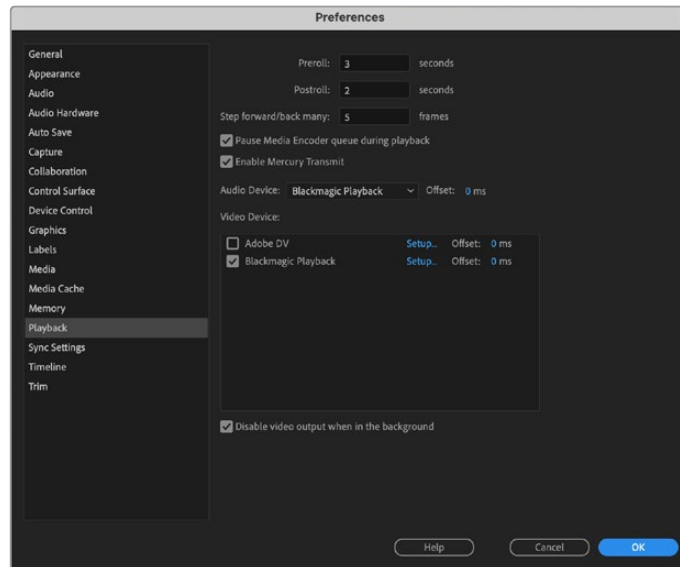 Preferences
General
Appearance
Audio
Audio Hardware
Auto Save
Capture
Collaboration
Control Surface
Device Control
Graphics
Labels
Media
Media Cache
Memory
Playback
Sync Settings
Timeline
Trim
Preroll: 3 seconds
Postroll: 2 seconds
Step forward/back many: 5 frames
Pause Media Encoder queue during playback
Enable Mercury Transmit
Audio Device: Blackmagic Playback Offset: 0 ms
Video Device:
Adobe DV Setup... Offset: 0 ms
Blackmagic Playback Setup... Offset: 0 ms
Disable video output when in the background
Help Cancel OK